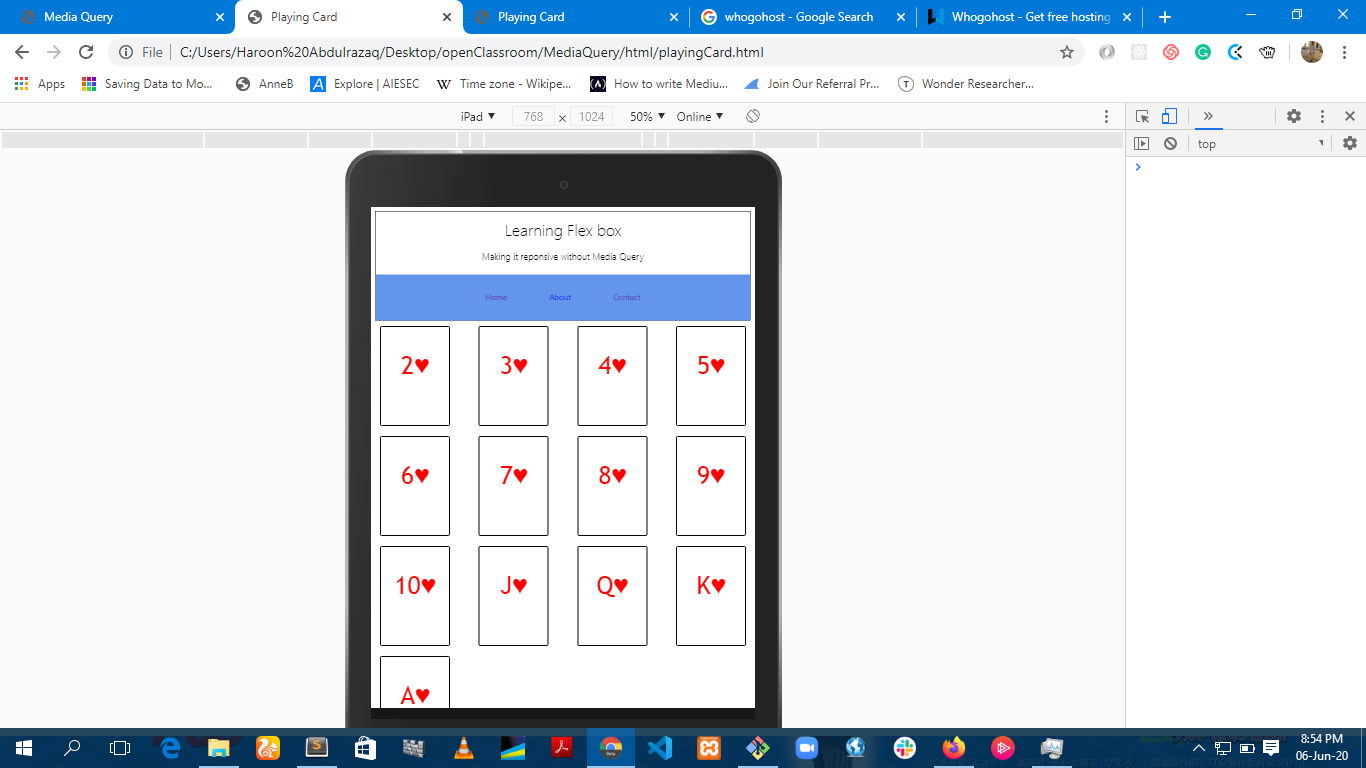 Media Query
Playing Card
Playing Card
whogohost - Google Search
Whogohost - Get free hosting
File
C:/Users/Haroon%20Abdulrazaq/Desktop/openClassroom/MediaQuery/html/playingCard.html
Apps
Saving Data to Mo...
AnneB
Explore | AIESEC
Time zone - Wikipe...
How to write Mediu...
Join Our Referral Pr...
Wonder Researcher...
iPad ▼ 768 x 1024 50% ▼ Online ▼
top
Learning Flex box
Making it reponsive without Media Query
Home About Contact
2♥ 3♥ 4♥ 5♥
6♥ 7♥ 8♥ 9♥
10♥ J♥ Q♥ K♥
A♥
8:54 PM
06-Jun-20